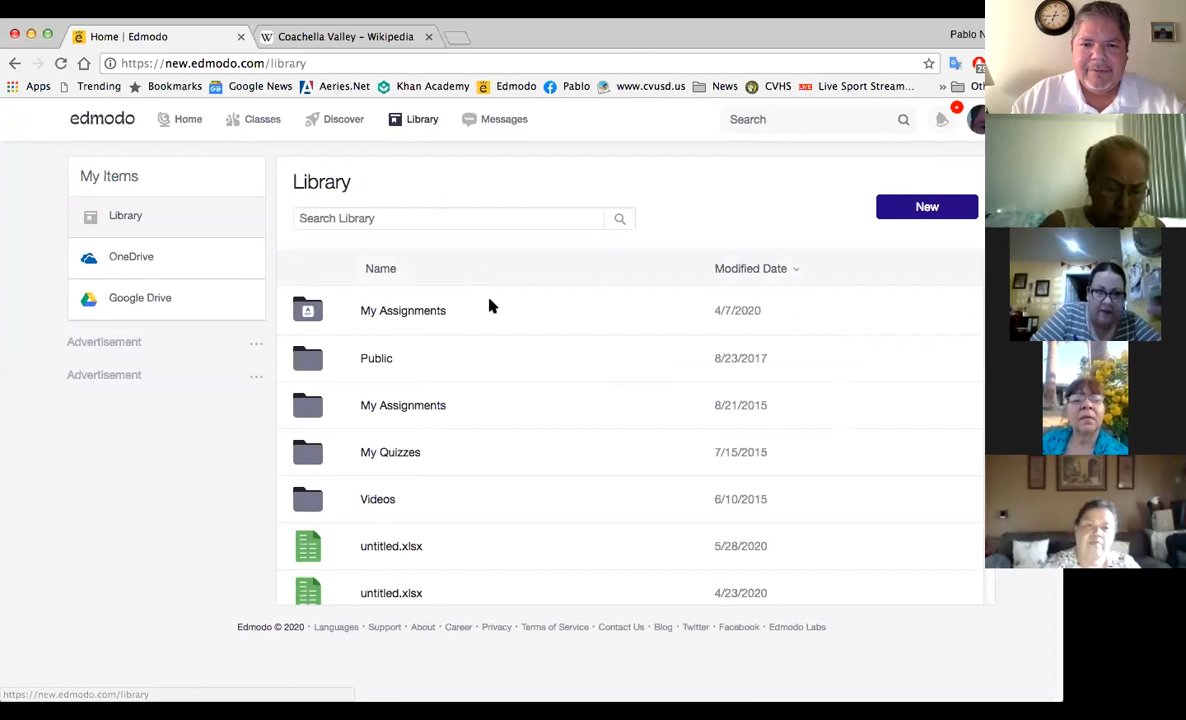 Home | Edmodo
Coachella Valley - Wikipedia
Pablo N
https://new.edmodo.com/library
Apps Trending Bookmarks Google News Aeries.Net Khan Academy Edmodo Pablo www.cvusd.us News CVHS LIVE Live Sport Stream... » Ot
edmodo Home Classes Discover Library Messages Search
My Items
Library
OneDrive
Google Drive
Advertisement ...
Advertisement ...
Library
Search Library
New
Name Modified Date
My Assignments 4/7/2020
Public 8/23/2017
My Assignments 8/21/2015
My Quizzes 7/15/2015
Videos 6/10/2015
untitled.xlsx 5/28/2020
untitled.xlsx 4/23/2020
Edmodo © 2020 · Languages · Support · About · Career · Privacy · Terms of Service · Contact Us · Blog · Twitter · Facebook · Edmodo Labs
https://new.edmodo.com/library